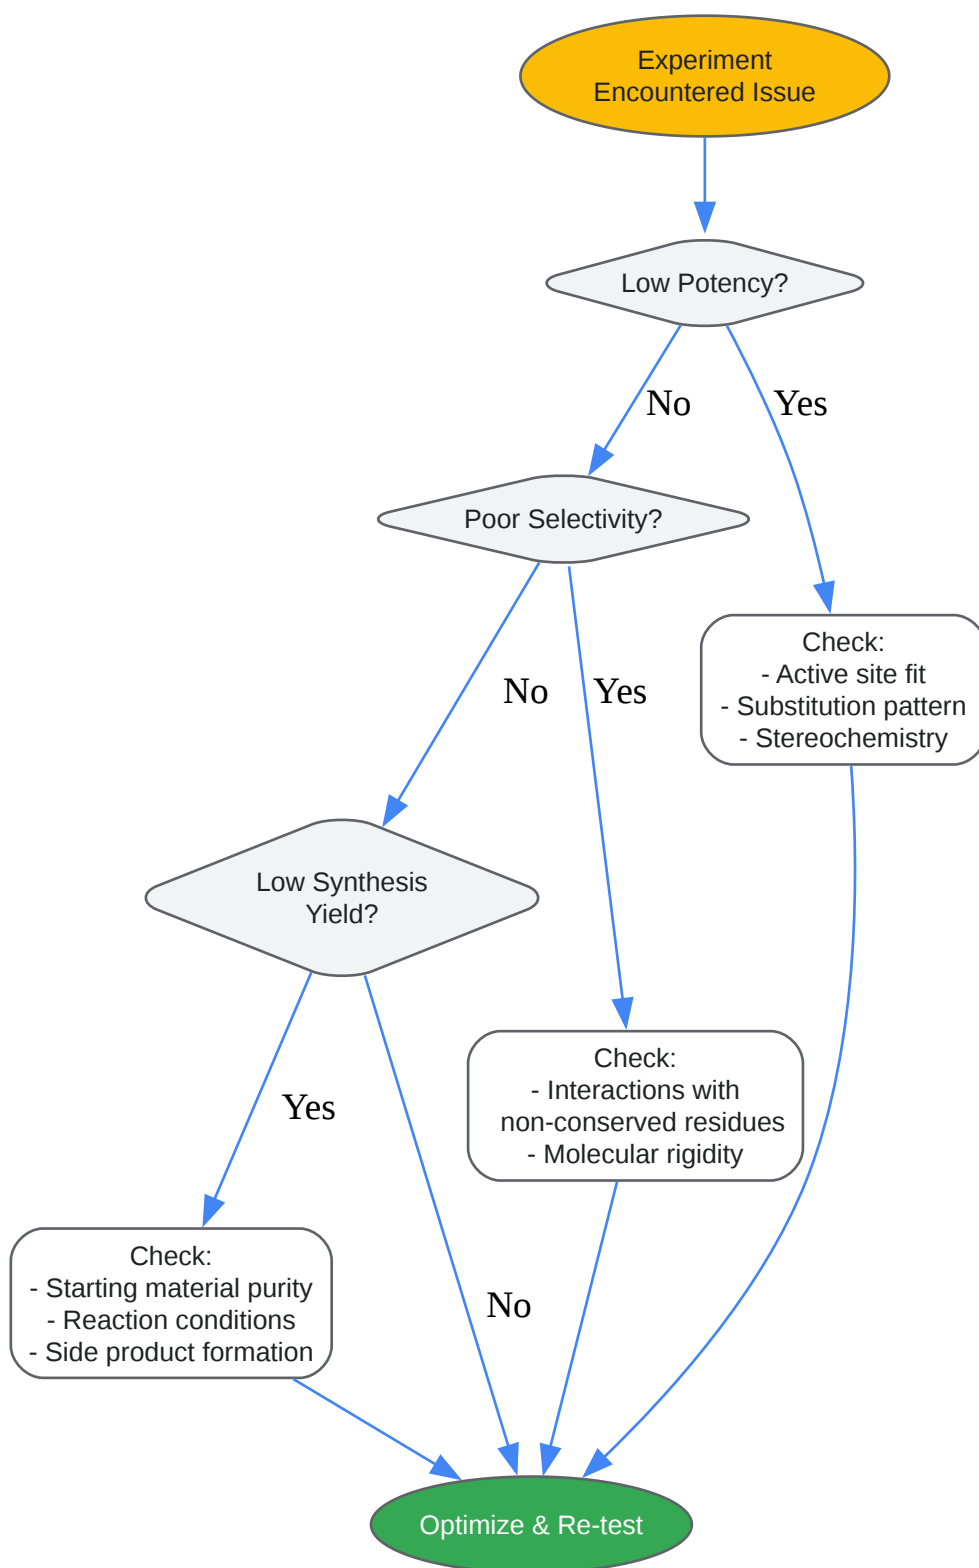 Experiment
Encountered Issue
Low Potency?
No
Yes
Poor Selectivity?
No
Yes
Check:
- Active site fit
- Substitution pattern
- Stereochemistry
Low Synthesis
Yield?
Yes
Check:
- Interactions with
non-conserved residues
- Molecular rigidity
Check:
- Starting material purity
- Reaction conditions
- Side product formation
No
Optimize & Re-test